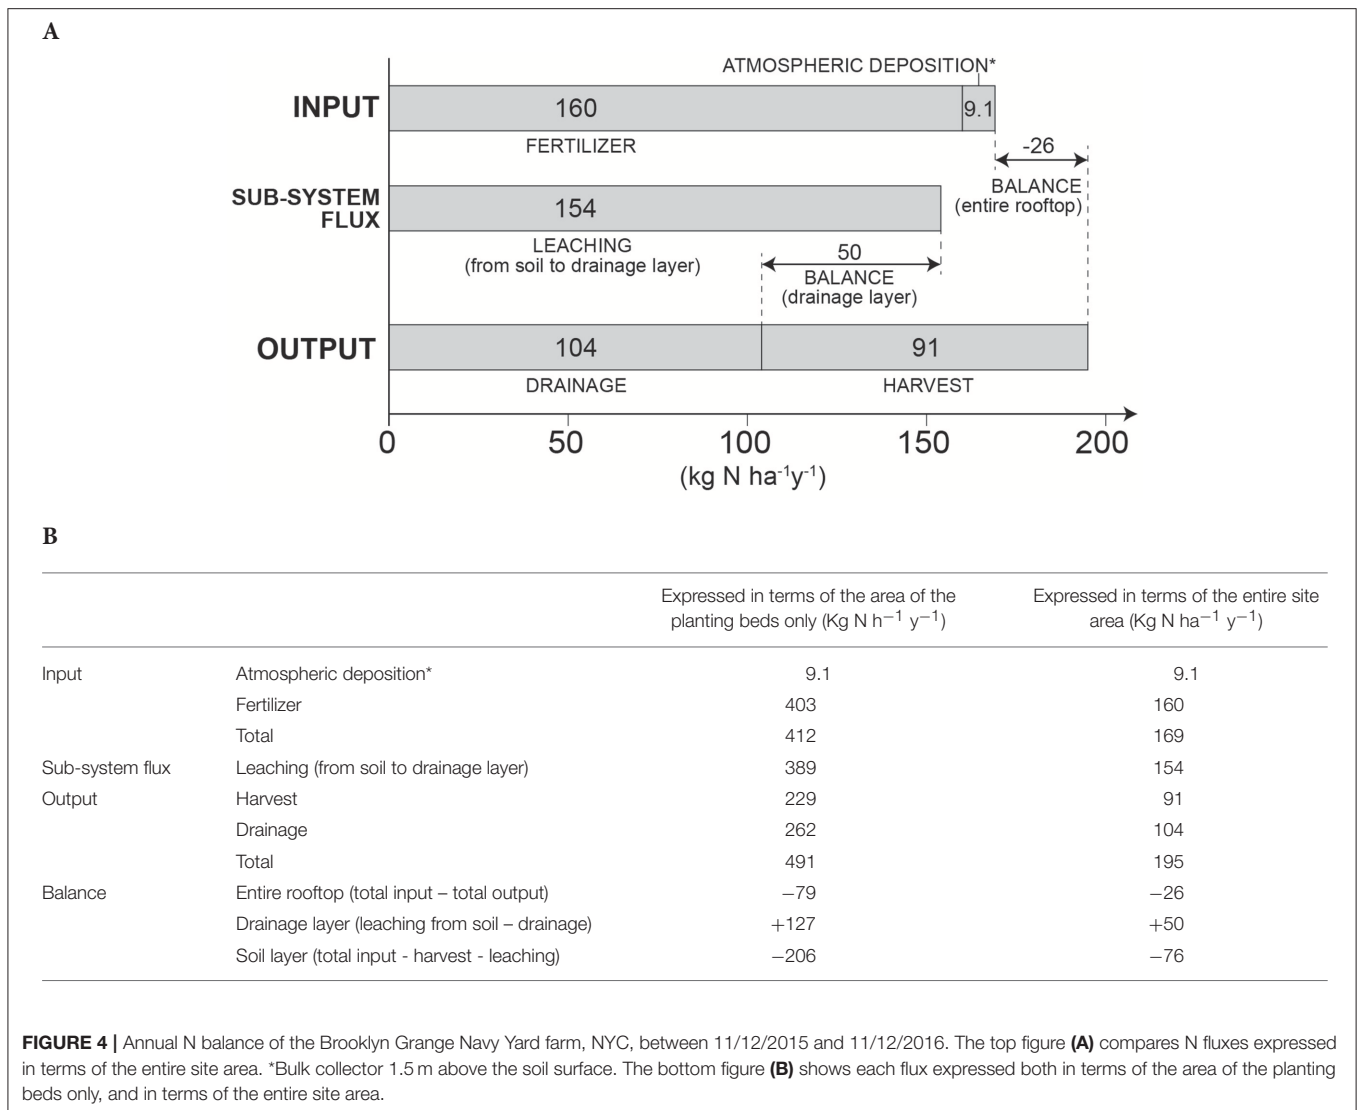 A
ATMOSPHERIC DEPOSITION*
INPUT
160
9.1
FERTILIZER
-26
BALANCE
(entire rooftop)
SUB-SYSTEM
FLUX
154
LEACHING
(from soil to drainage layer)
50
BALANCE
(drainage layer)
OUTPUT
104
91
DRAINAGE
HARVEST
0 50 100 150 200
(kg N ha⁻¹y⁻¹)
B
Expressed in terms of the area of the
planting beds only (Kg N h⁻¹ y⁻¹)
Expressed in terms of the entire site
area (Kg N ha⁻¹ y⁻¹)
Input Atmospheric deposition* 9.1 9.1
Fertilizer 403 160
Total 412 169
Sub-system flux Leaching (from soil to drainage layer) 389 154
Output Harvest 229 91
Drainage 262 104
Total 491 195
Balance Entire rooftop (total input – total output) −79 −26
Drainage layer (leaching from soil – drainage) +127 +50
Soil layer (total input - harvest - leaching) −206 −76
FIGURE 4 | Annual N balance of the Brooklyn Grange Navy Yard farm, NYC, between 11/12/2015 and 11/12/2016. The top figure (A) compares N fluxes expressed
in terms of the entire site area. *Bulk collector 1.5 m above the soil surface. The bottom figure (B) shows each flux expressed both in terms of the area of the planting
beds only, and in terms of the entire site area.